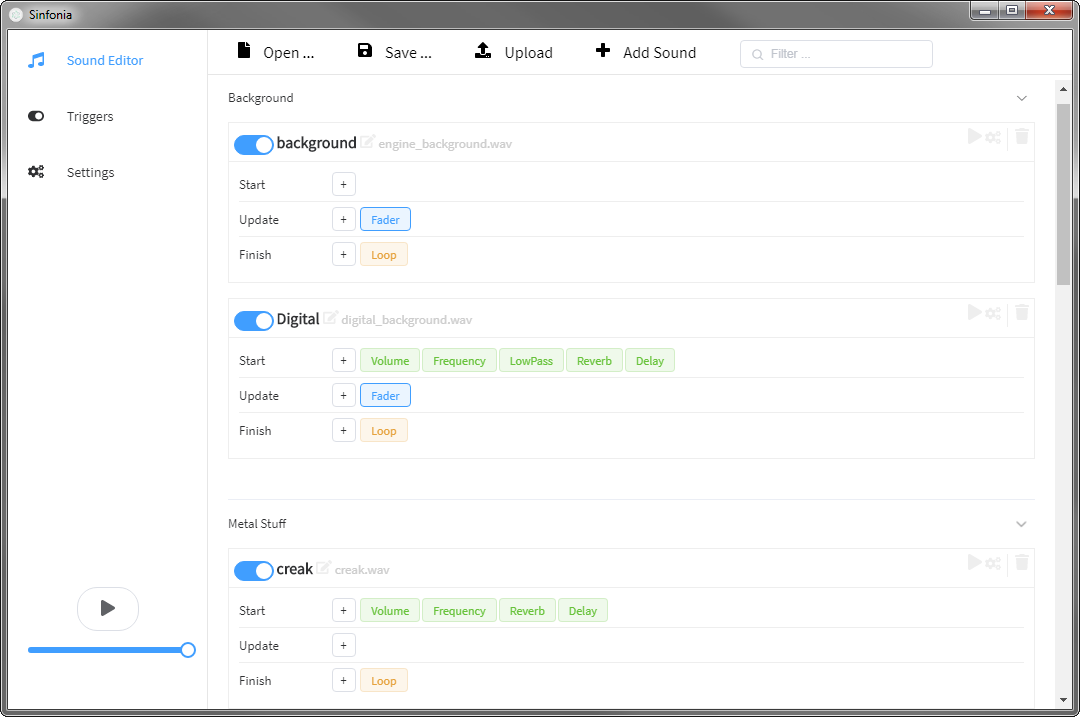 Sinfonia
Sound Editor
Triggers
Settings
Open ...
Save ...
Upload
Add Sound
Filter ...
Background
background engine_background.wav
Start +
Update + Fader
Finish + Loop
Digital digital_background.wav
Start + Volume Frequency LowPass Reverb Delay
Update + Fader
Finish + Loop
Metal Stuff
creak creak.wav
Start + Volume Frequency Reverb Delay
Update +
Finish + Loop